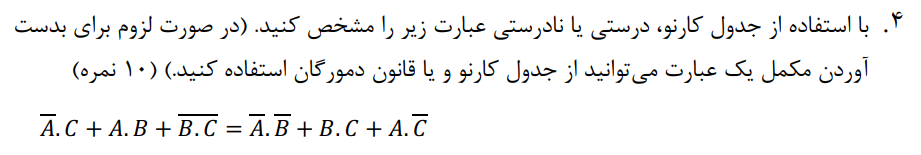 ۴. با استفاده از جدول کارنو، درستی یا نادرستی عبارت زیر را مشخص کنید. (در صورت لزوم برای بدست
آوردن مکمل یک عبارت می‌توانید از جدول کارنو و یا قانون دمورگان استفاده کنید.) (۱۰ نمره)
A̅.C + A.B + B̅.̅C̅ = A̅.B̅ + B.C + A.C̅